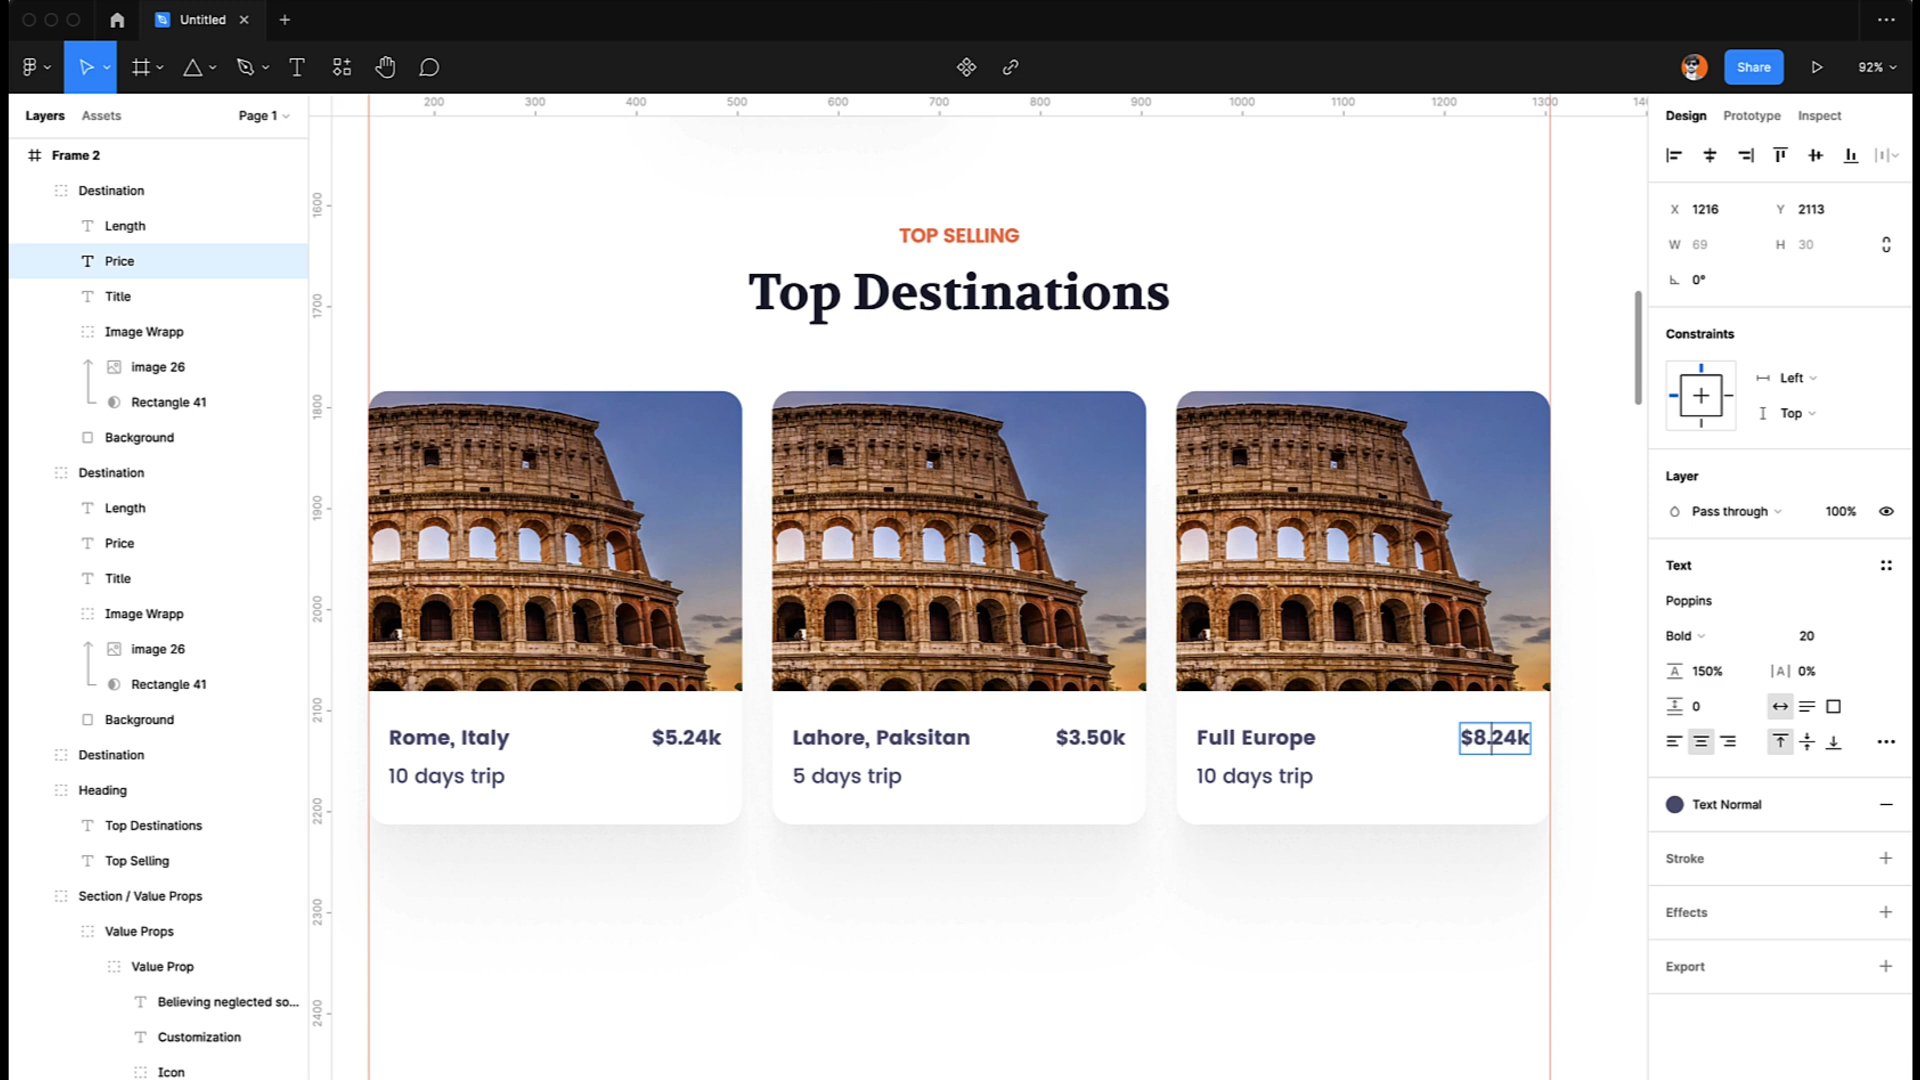 Untitled
Share
92%
Layers Assets Page 1
Frame 2
Destination
Length
Price
Title
Image Wrapp
image 26
Rectangle 41
Background
Destination
Length
Price
Title
Image Wrapp
image 26
Rectangle 41
Background
Destination
Heading
Top Destinations
Top Selling
Section / Value Props
Value Props
Value Prop
Believing neglected so...
Customization
Icon
200 300 400 500 600 700 800 900 1000 1100 1200 1300 140
1600
1700
1800
1900
2000
2100
2200
2300
2400
TOP SELLING
Top Destinations
Rome, Italy $5.24k
10 days trip
Lahore, Paksitan $3.50k
5 days trip
Full Europe $8.24k
10 days trip
Design Prototype Inspect
X 1216 Y 2113
W 69 H 30
0°
Constraints
Left
Top
Layer
Pass through 100%
Text
Poppins
Bold 20
A 150% |A| 0%
0
Text Normal
Stroke
Effects
Export